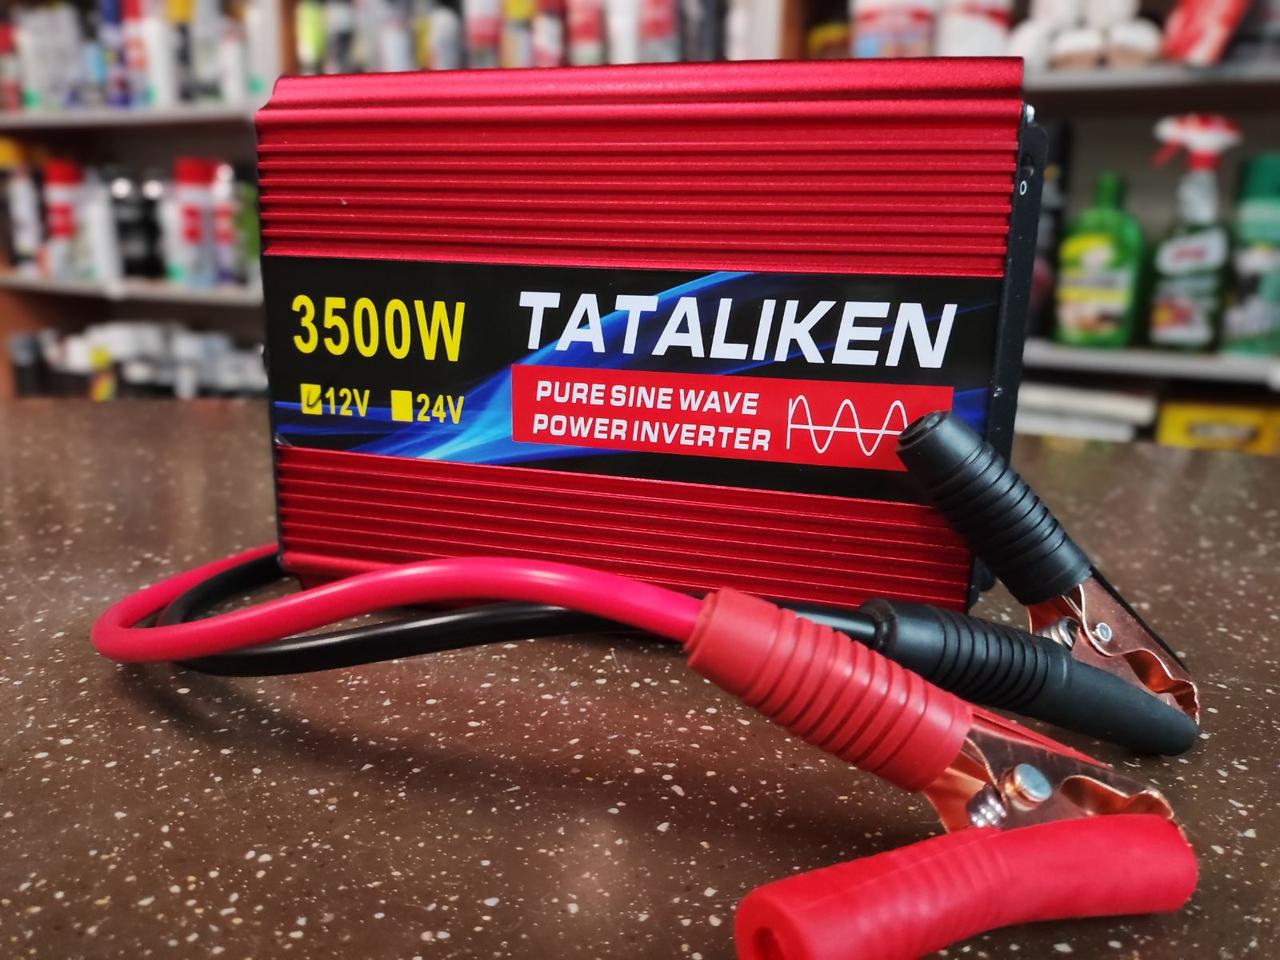 3500W
12V 24V
TATALIKEN
PURE SINE WAVE
POWER INVERTER
O